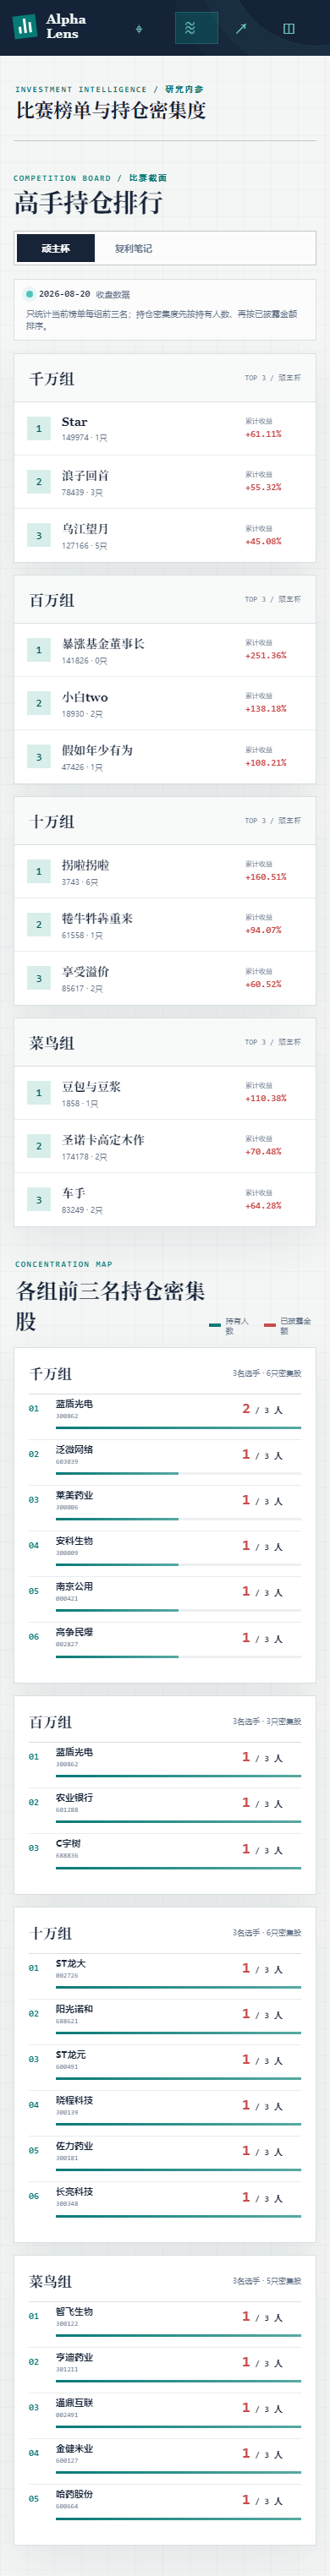 Alpha
Lens
INVESTMENT INTELLIGENCE / 研究内参
比赛榜单与持仓密集度
COMPETITION BOARD / 比赛截面
高手持仓排行
顽主杯
复利笔记
2026-08-20 收盘数据
只统计当前榜单每组前三名；持仓密集度先按持有人数、再按已披露金额
排序。
千万组
TOP 3 / 顽主杯
1
Star
149974 · 1只
累计收益
+61.11%
2
浪子回首
78439 · 3只
累计收益
+55.32%
3
乌江望月
127166 · 5只
累计收益
+45.08%
百万组
TOP 3 / 顽主杯
1
暴涨基金董事长
141826 · 0只
累计收益
+251.36%
2
小白two
18930 · 2只
累计收益
+138.18%
3
假如年少有为
47426 · 1只
累计收益
+108.21%
十万组
TOP 3 / 顽主杯
1
拐啦拐啦
3743 · 6只
累计收益
+160.51%
2
牦牛牪犇重来
61558 · 1只
累计收益
+94.07%
3
享受溢价
85617 · 2只
累计收益
+60.52%
菜鸟组
TOP 3 / 顽主杯
1
豆包与豆浆
1858 · 1只
累计收益
+110.38%
2
圣诺卡高定木作
174178 · 2只
累计收益
+70.48%
3
车手
83249 · 2只
累计收益
+64.28%
CONCENTRATION MAP
各组前三名持仓密集
股
持有人
数
已披露金
额
千万组
3名选手 · 6只密集股
01
蓝盾光电
300862
2 / 3 人
02
泛微网络
603039
1 / 3 人
03
莱美药业
300006
1 / 3 人
04
安科生物
300009
1 / 3 人
05
南京公用
000421
1 / 3 人
06
高争民爆
002827
1 / 3 人
百万组
3名选手 · 3只密集股
01
蓝盾光电
300862
1 / 3 人
02
农业银行
601288
1 / 3 人
03
C宇树
688836
1 / 3 人
十万组
3名选手 · 6只密集股
01
ST龙大
002726
1 / 3 人
02
阳光诺和
688621
1 / 3 人
03
ST龙元
600491
1 / 3 人
04
晓程科技
300139
1 / 3 人
05
佐力药业
300181
1 / 3 人
06
长亮科技
300348
1 / 3 人
菜鸟组
3名选手 · 5只密集股
01
智飞生物
300122
1 / 3 人
02
亨迪药业
301211
1 / 3 人
03
通鼎互联
002491
1 / 3 人
04
金健米业
600127
1 / 3 人
05
哈药股份
600664
1 / 3 人